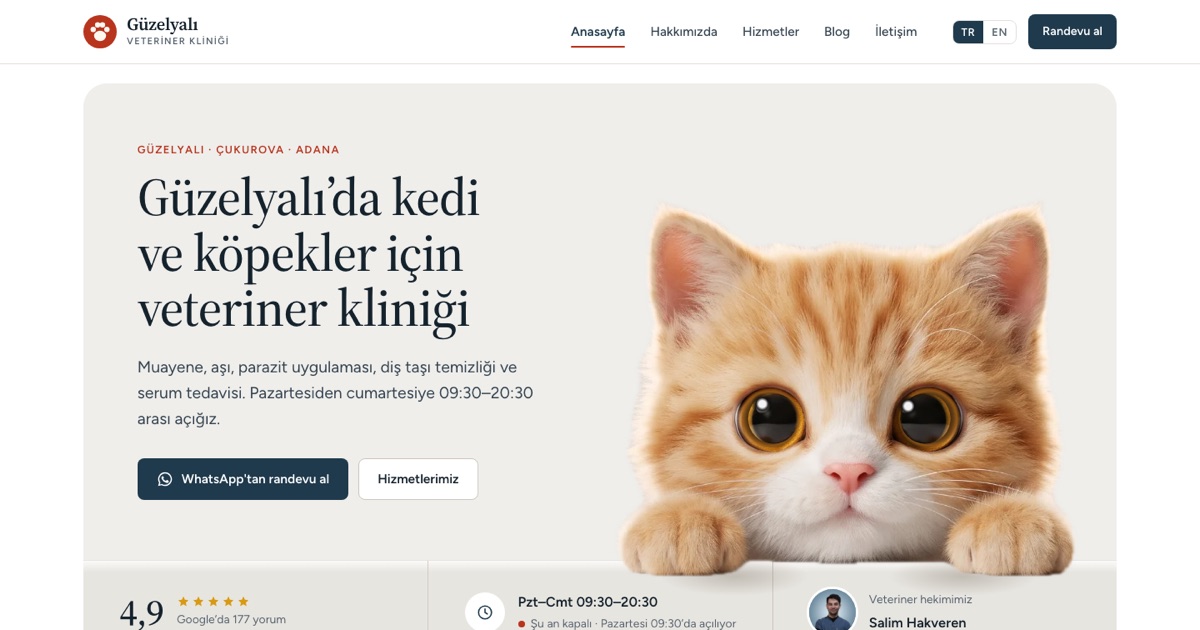 Güzelyalı
VETERİNER KLİNİĞİ
Anasayfa
Hakkımızda
Hizmetler
Blog
İletişim
TR
EN
Randevu al
GÜZELYALI · ÇUKUROVA · ADANA
Güzelyalı’da kedi
ve köpekler için
veteriner kliniği
Muayene, aşı, parazit uygulaması, diş taşı temizliği ve
serum tedavisi. Pazartesiden cumartesiye 09:30–20:30
arası açığız.
WhatsApp'tan randevu al
Hizmetlerimiz
4,9
Google’da 177 yorum
Pzt–Cmt 09:30–20:30
Şu an kapalı · Pazartesi 09:30’da açılıyor
Veteriner hekimimiz
Salim Hakveren